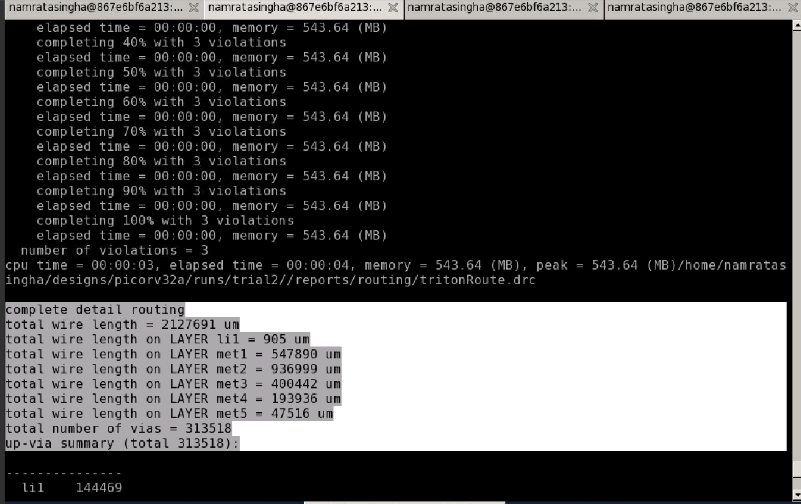 namratasingha@867e6bf6a213:... namratasingha@867e6bf6a213:... namratasingha@867e6bf6a213:... namratasingha@867e6bf6a213:...
elapsed time = 00:00:00, memory = 543.64 (MB)
completing 40% with 3 violations
elapsed time = 00:00:00, memory = 543.64 (MB)
completing 50% with 3 violations
elapsed time = 00:00:00, memory = 543.64 (MB)
completing 60% with 3 violations
elapsed time = 00:00:00, memory = 543.64 (MB)
completing 70% with 3 violations
elapsed time = 00:00:00, memory = 543.64 (MB)
completing 80% with 3 violations
elapsed time = 00:00:00, memory = 543.64 (MB)
completing 90% with 3 violations
elapsed time = 00:00:00, memory = 543.64 (MB)
completing 100% with 3 violations
elapsed time = 00:00:00, memory = 543.64 (MB)
number of violations = 3
cpu time = 00:00:03, elapsed time = 00:00:04, memory = 543.64 (MB), peak = 543.64 (MB)/home/namratas
ingha/designs/picorv32a/runs/trial2//reports/routing/tritonRoute.drc
complete detail routing
total wire length = 2127691 um
total wire length on LAYER li1 = 905 um
total wire length on LAYER met1 = 547890 um
total wire length on LAYER met2 = 936999 um
total wire length on LAYER met3 = 400442 um
total wire length on LAYER met4 = 193936 um
total wire length on LAYER met5 = 47516 um
total number of vias = 313518
up-via summary (total 313518):
---------------
li1 144469